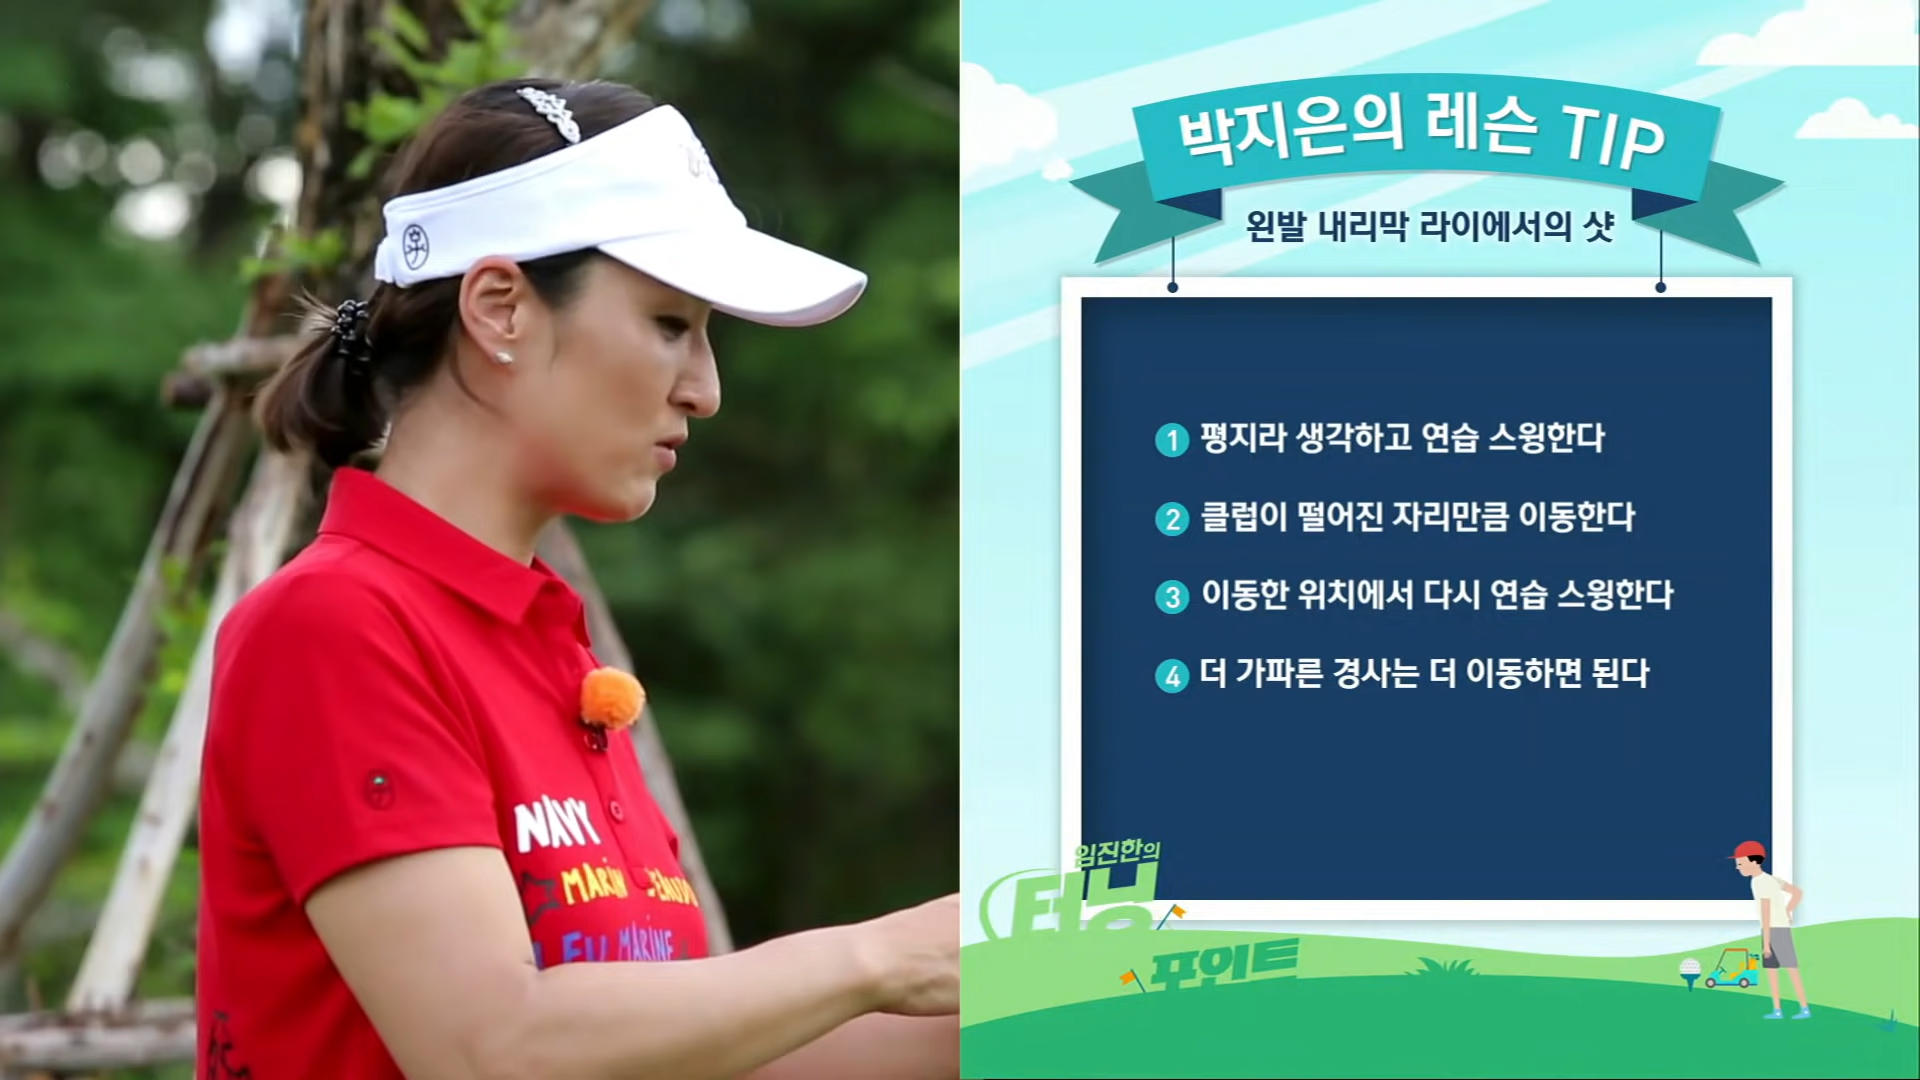 박지은의 레슨 TIP
왼발 내리막 라이에서의 샷
1 평지라 생각하고 연습 스윙한다
2 클럽이 떨어진 자리만큼 이동한다
3 이동한 위치에서 다시 연습 스윙한다
4 더 가파른 경사는 더 이동하면 된다
임진한의
터닝
포인트
NAVY
MARIN
MARINE